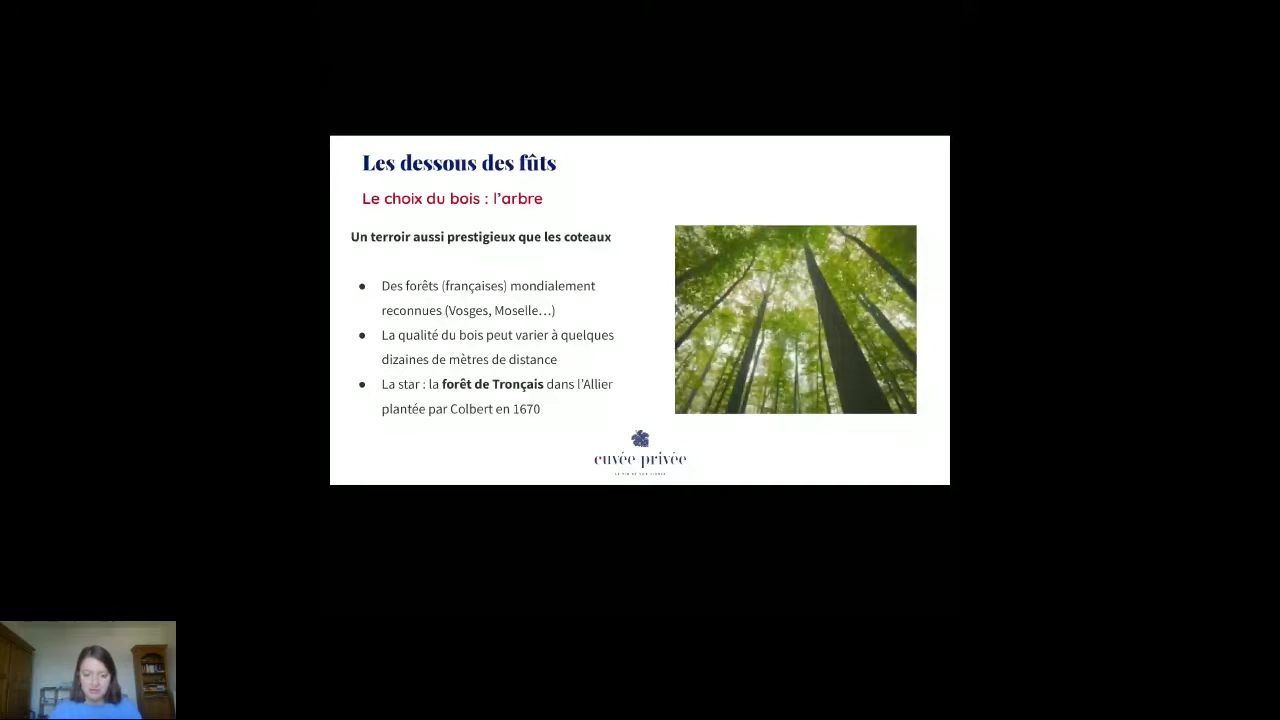 Les dessous des fûts
Le choix du bois : l'arbre
Un terroir aussi prestigieux que les coteaux
● Des forêts (françaises) mondialement
reconnues (Vosges, Moselle…)
● La qualité du bois peut varier à quelques
dizaines de mètres de distance
● La star : la forêt de Tronçais dans l'Allier
plantée par Colbert en 1670
cuvée privée